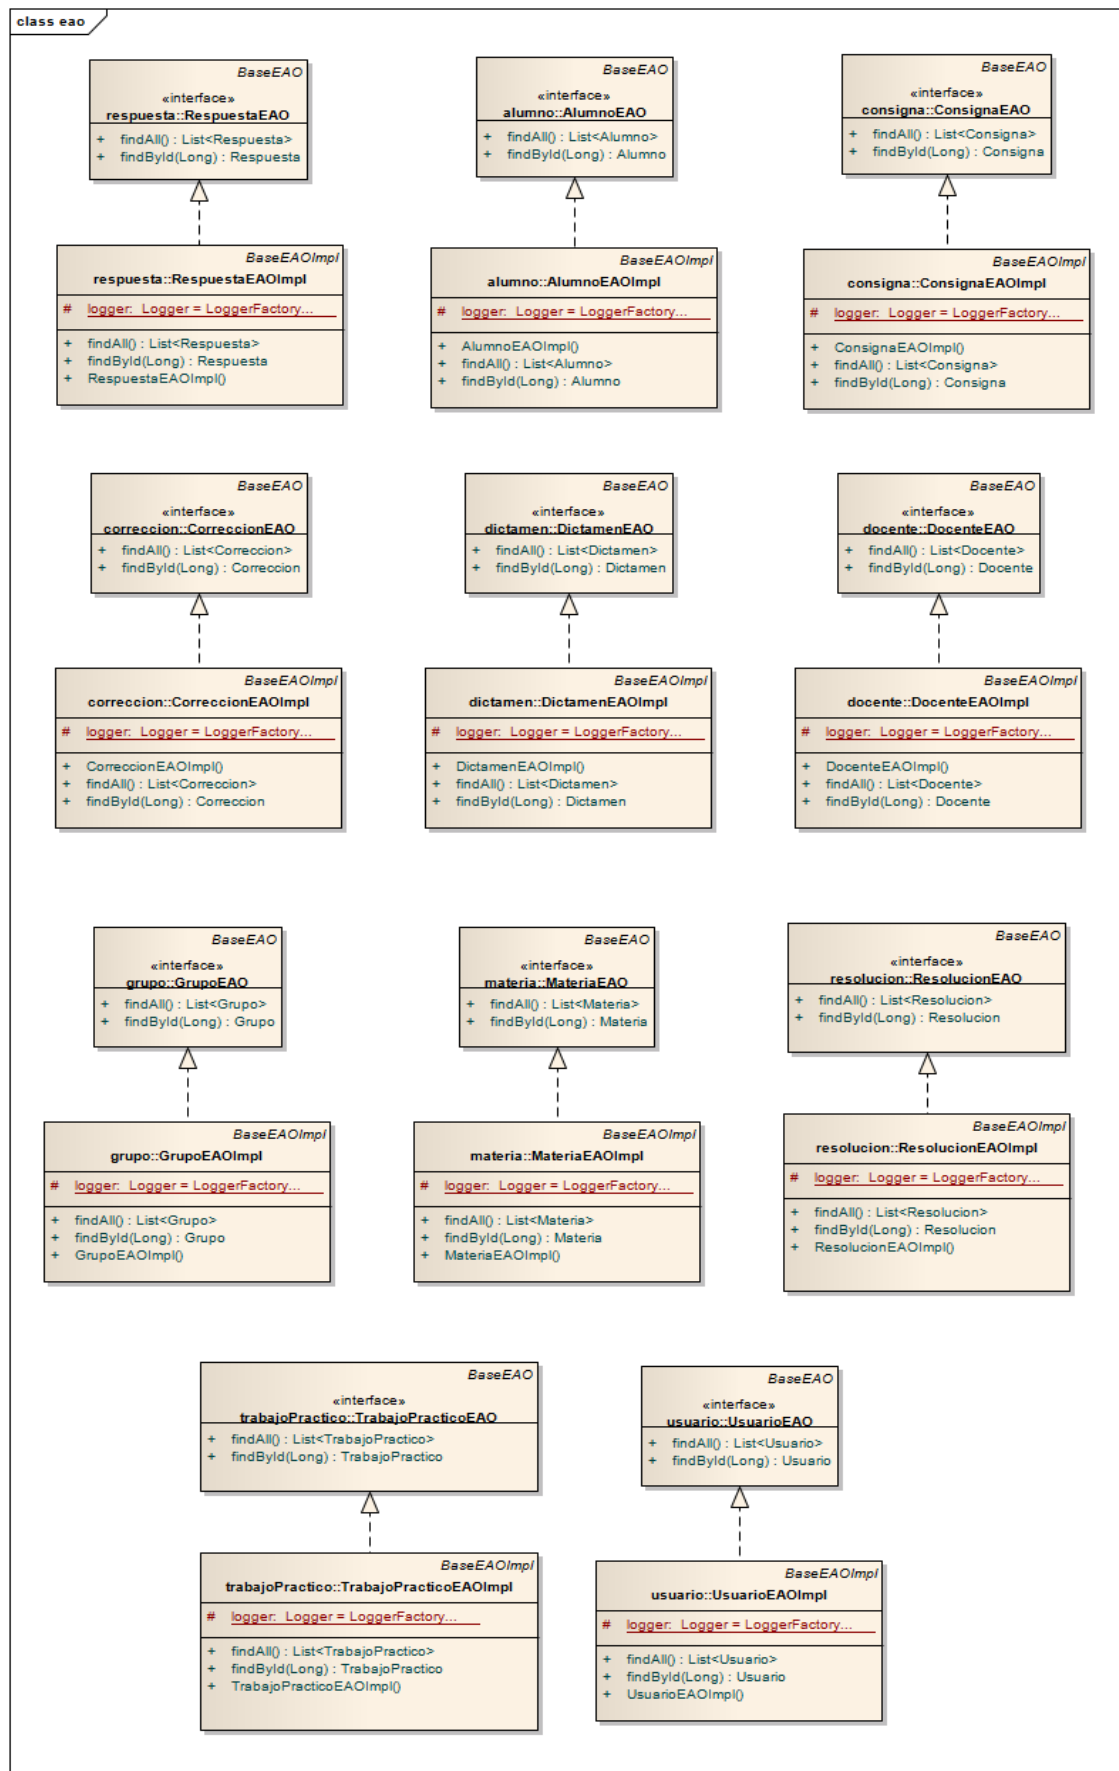 class eao
BaseEAO
«interface»
respuesta::RespuestaEAO
+ findAll() : List<Respuesta>
+ findById(Long) : Respuesta
BaseEAO
«interface»
alumno::AlumnoEAO
+ findAll() : List<Alumno>
+ findById(Long) : Alumno
BaseEAO
«interface»
consigna::ConsignaEAO
+ findAll() : List<Consigna>
+ findById(Long) : Consigna
BaseEAOImpl
respuesta::RespuestaEAOImpl
# logger: Logger = LoggerFactory...
+ findAll() : List<Respuesta>
+ findById(Long) : Respuesta
+ RespuestaEAOImpl()
BaseEAOImpl
alumno::AlumnoEAOImpl
# logger: Logger = LoggerFactory...
+ AlumnoEAOImpl()
+ findAll() : List<Alumno>
+ findById(Long) : Alumno
BaseEAOImpl
consigna::ConsignaEAOImpl
# logger: Logger = LoggerFactory...
+ ConsignaEAOImpl()
+ findAll() : List<Consigna>
+ findById(Long) : Consigna
BaseEAO
«interface»
correccion::CorreccionEAO
+ findAll() : List<Correccion>
+ findById(Long) : Correccion
BaseEAO
«interface»
dictamen::DictamenEAO
+ findAll() : List<Dictamen>
+ findById(Long) : Dictamen
BaseEAO
«interface»
docente::DocenteEAO
+ findAll() : List<Docente>
+ findById(Long) : Docente
BaseEAOImpl
correccion::CorreccionEAOImpl
# logger: Logger = LoggerFactory...
+ CorreccionEAOImpl()
+ findAll() : List<Correccion>
+ findById(Long) : Correccion
BaseEAOImpl
dictamen::DictamenEAOImpl
# logger: Logger = LoggerFactory...
+ DictamenEAOImpl()
+ findAll() : List<Dictamen>
+ findById(Long) : Dictamen
BaseEAOImpl
docente::DocenteEAOImpl
# logger: Logger = LoggerFactory...
+ DocenteEAOImpl()
+ findAll() : List<Docente>
+ findById(Long) : Docente
BaseEAO
«interface»
grupo::GrupoEAO
+ findAll() : List<Grupo>
+ findById(Long) : Grupo
BaseEAO
«interface»
materia::MateriaEAO
+ findAll() : List<Materia>
+ findById(Long) : Materia
BaseEAO
«interface»
resolucion::ResolucionEAO
+ findAll() : List<Resolucion>
+ findById(Long) : Resolucion
BaseEAOImpl
grupo::GrupoEAOImpl
# logger: Logger = LoggerFactory...
+ findAll() : List<Grupo>
+ findById(Long) : Grupo
+ GrupoEAOImpl()
BaseEAOImpl
materia::MateriaEAOImpl
# logger: Logger = LoggerFactory...
+ findAll() : List<Materia>
+ findById(Long) : Materia
+ MateriaEAOImpl()
BaseEAOImpl
resolucion::ResolucionEAOImpl
# logger: Logger = LoggerFactory...
+ findAll() : List<Resolucion>
+ findById(Long) : Resolucion
+ ResolucionEAOImpl()
BaseEAO
«interface»
trabajoPractico::TrabajoPracticoEAO
+ findAll() : List<TrabajoPractico>
+ findById(Long) : TrabajoPractico
BaseEAO
«interface»
usuario::UsuarioEAO
+ findAll() : List<Usuario>
+ findById(Long) : Usuario
BaseEAOImpl
trabajoPractico::TrabajoPracticoEAOImpl
# logger: Logger = LoggerFactory...
+ findAll() : List<TrabajoPractico>
+ findById(Long) : TrabajoPractico
+ TrabajoPracticoEAOImpl()
BaseEAOImpl
usuario::UsuarioEAOImpl
# logger: Logger = LoggerFactory...
+ findAll() : List<Usuario>
+ findById(Long) : Usuario
+ UsuarioEAOImpl()